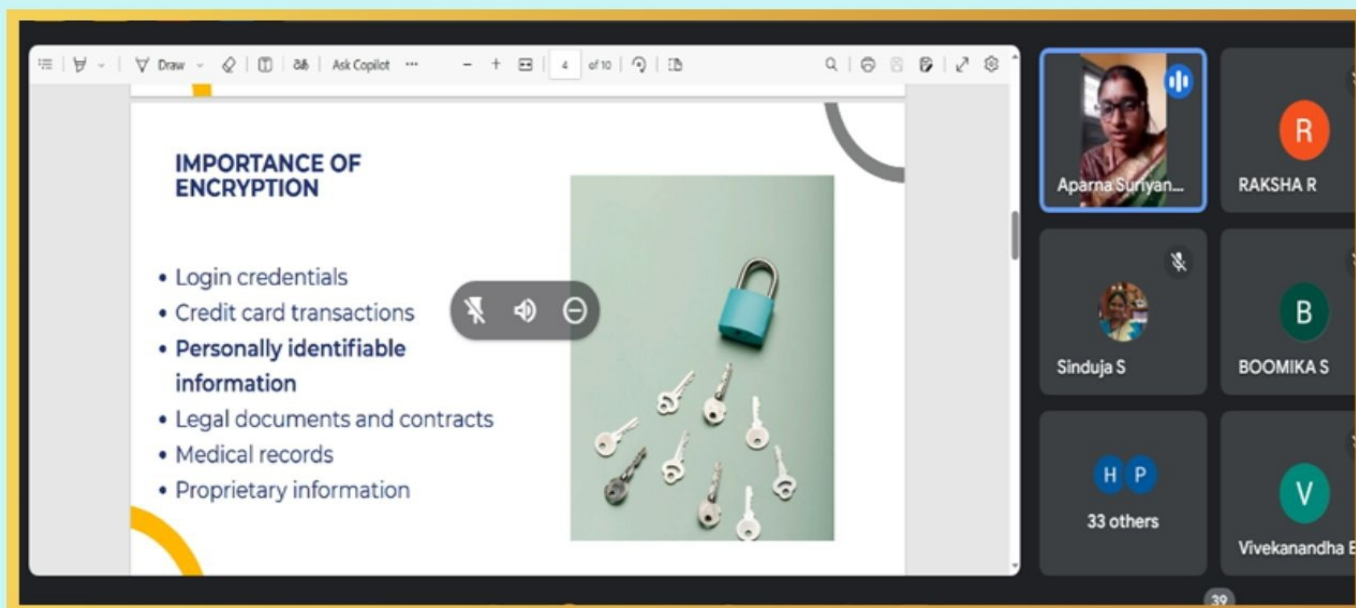 Draw
Ask Copilot
4 of 10
IMPORTANCE OF
ENCRYPTION
• Login credentials
• Credit card transactions
• Personally identifiable
information
• Legal documents and contracts
• Medical records
• Proprietary information
Aparna Suriyan...
R
RAKSHA R
Sinduja S
B
BOOMIKA S
H P
33 others
V
Vivekanandha
39